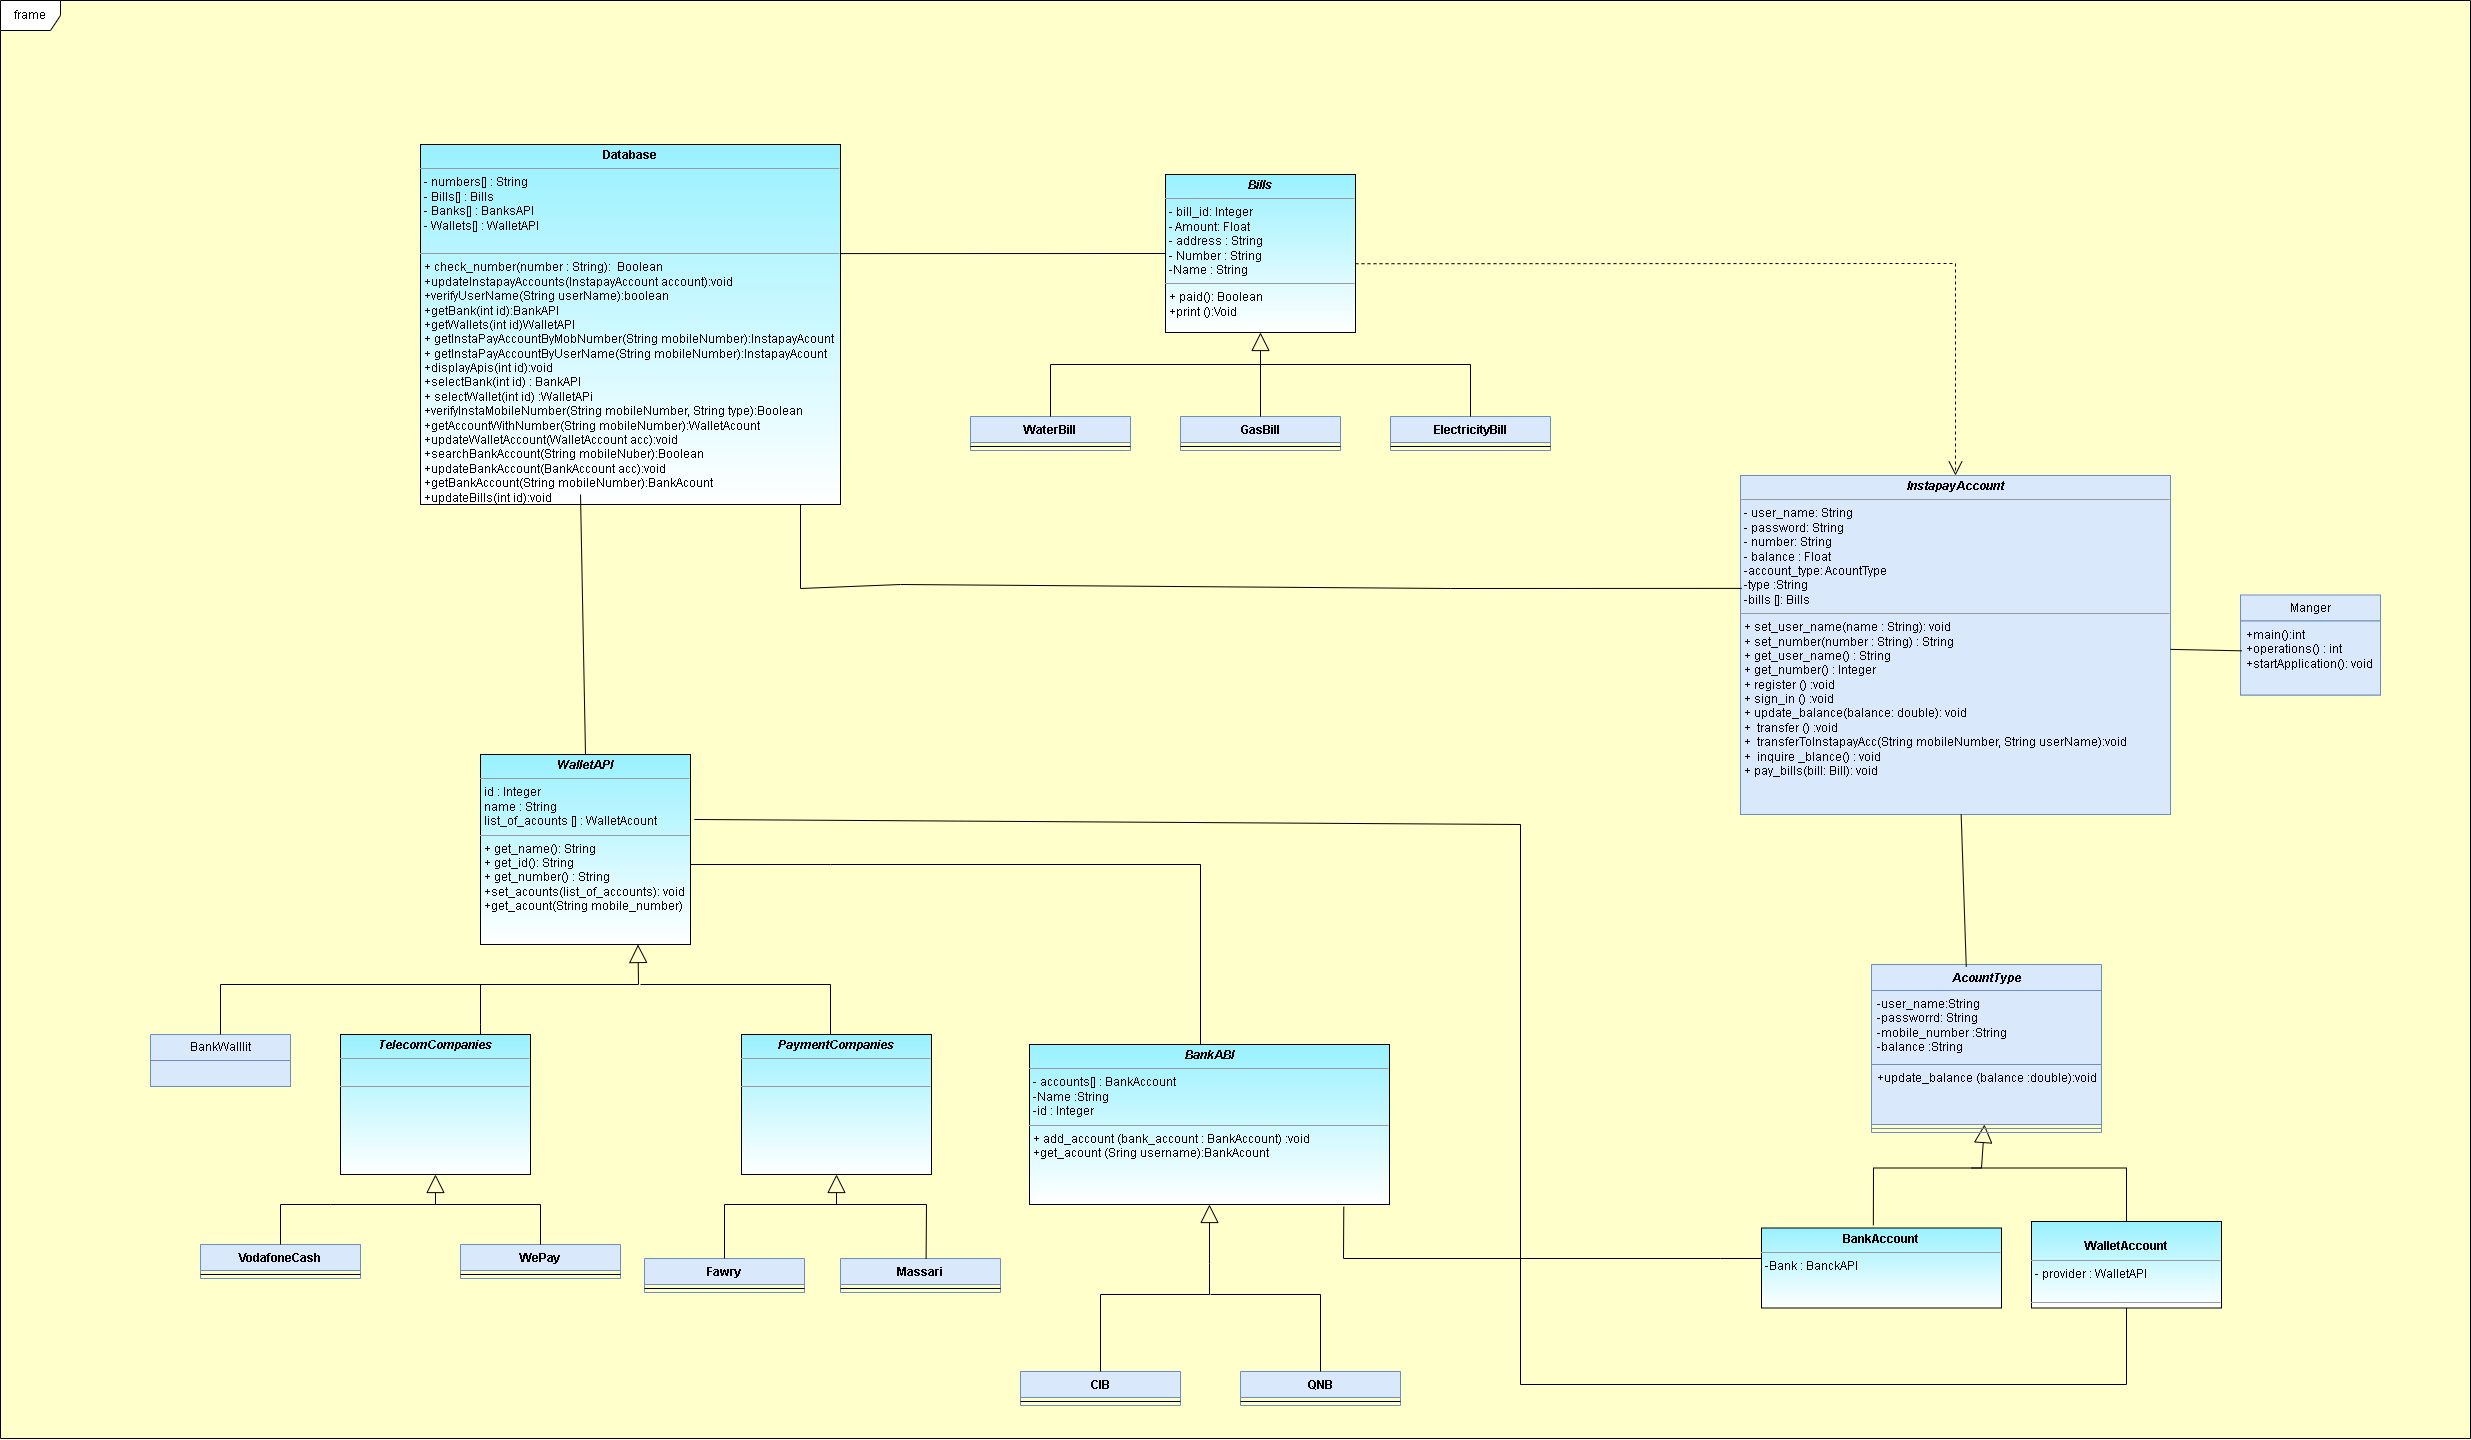 frame
Database
- numbers[] : String
- Bills[] : Bills
- Banks[] : BanksAPI
- Wallets[] : WalletAPI
+ check_number(number : String):  Boolean
+updateInstapayAccounts(InstapayAccount account):void
+verifyUserName(String userName):boolean
+getBank(int id):BankAPI
+getWallets(int id)WalletAPI
+ getInstaPayAccountByMobNumber(String mobileNumber):InstapayAcount
+ getInstaPayAccountByUserName(String mobileNumber):InstapayAcount
+displayApis(int id):void
+selectBank(int id) : BankAPI
+ selectWallet(int id) :WalletAPi
+verifyInstaMobileNumber(String mobileNumber, String type):Boolean
+getAccountWithNumber(String mobileNumber):WalletAcount
+updateWalletAccount(WalletAccount acc):void
+searchBankAccount(String mobileNuber):Boolean
+updateBankAccount(BankAccount acc):void
+getBankAccount(String mobileNumber):BankAcount
+updateBills(int id):void
Bills
- bill_id: Integer
- Amount: Float
- address : String
- Number : String
-Name : String
+ paid(): Boolean
+print ():Void
WaterBill
GasBill
ElectricityBill
InstapayAccount
- user_name: String
- password: String
- number: String
- balance : Float
-account_type: AcountType
-type :String
-bills []: Bills
+ set_user_name(name : String): void
+ set_number(number : String) : String
+ get_user_name() : String
+ get_number() : Integer
+ register () :void
+ sign_in () :void
+ update_balance(balance: double): void
+  transfer () :void
+  transferToInstapayAcc(String mobileNumber, String userName):void
+  inquire _blance() : void
+ pay_bills(bill: Bill): void
Manger
+main():int
+operations() : int
+startApplication(): void
WalletAPI
id : Integer
name : String
list_of_acounts [] : WalletAcount
+ get_name(): String
+ get_id(): String
+ get_number() : String
+set_acounts(list_of_accounts): void
+get_acount(String mobile_number)
AcountType
-user_name:String
-passworrd: String
-mobile_number :String
-balance :String
+update_balance (balance :double):void
BankWalllit
TelecomCompanies
PaymentCompanies
BankABI
- accounts[] : BankAccount
-Name :String
-id : Integer
+ add_account (bank_account : BankAccount) :void
+get_acount (Sring username):BankAcount
VodafoneCash
WePay
Fawry
Massari
BankAccount
-Bank : BanckAPI
WalletAccount
- provider : WalletAPI
CIB
QNB